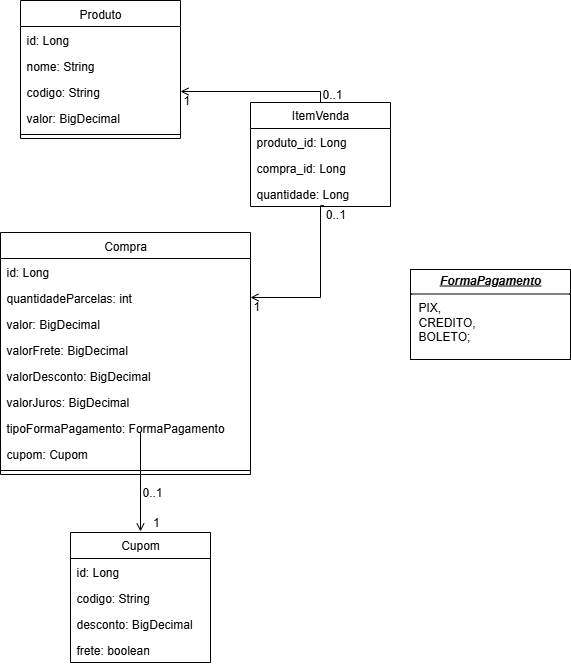 Produto
id: Long
nome: String
codigo: String
valor: BigDecimal
1
0..1
ItemVenda
produto_id: Long
compra_id: Long
quantidade: Long
0..1
1
Compra
id: Long
quantidadeParcelas: int
valor: BigDecimal
valorFrete: BigDecimal
valorDesconto: BigDecimal
valorJuros: BigDecimal
tipoFormaPagamento: FormaPagamento
cupom: Cupom
FormaPagamento
PIX,
CREDITO,
BOLETO;
0..1
1
Cupom
id: Long
codigo: String
desconto: BigDecimal
frete: boolean